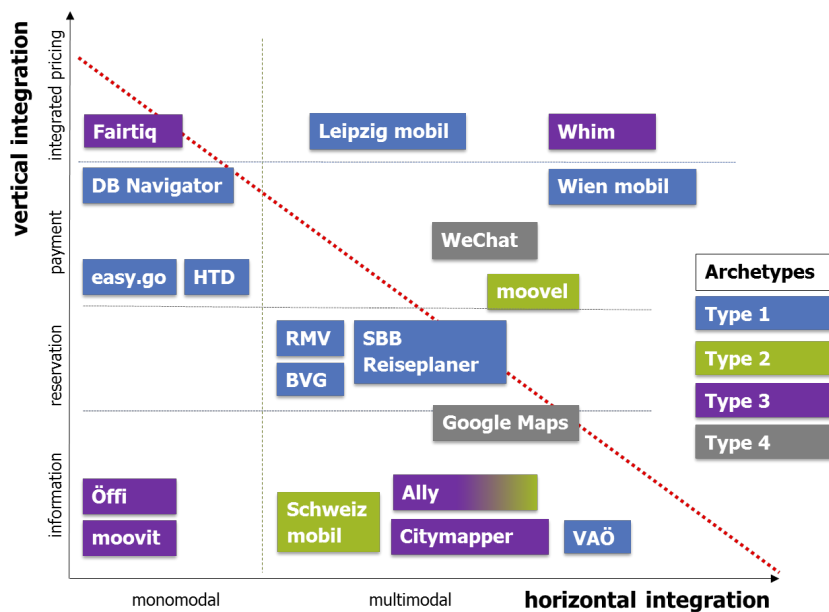 vertical integration
integrated pricing
payment
reservation
information
Fairtiq
Leipzig mobil
Whim
DB Navigator
Wien mobil
WeChat
easy.go
HTD
moovel
Archetypes
Type 1
Type 2
Type 3
Type 4
RMV
BVG
SBB
Reiseplaner
Google Maps
Öffi
moovit
Schweiz
mobil
Ally
Citymapper
VAÖ
monomodal
multimodal
horizontal integration